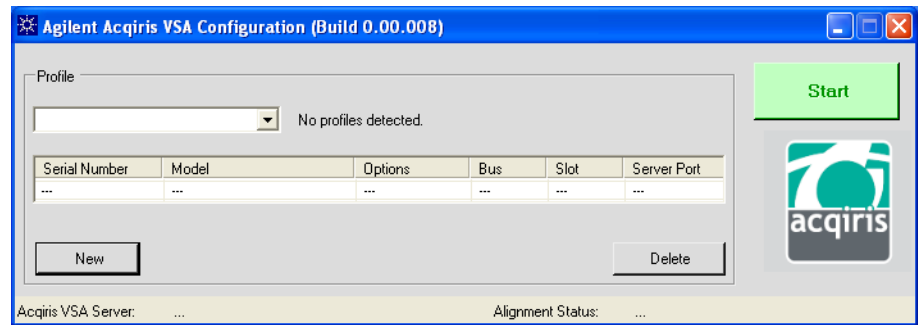 Agilent Acqiris VSA Configuration (Build 0.00.008)
Profile
Start
No profiles detected.
Serial Number Model Options Bus Slot Server Port
--- --- --- --- --- ---
acqiris
New Delete
Acqiris VSA Server: ... Alignment Status: ...